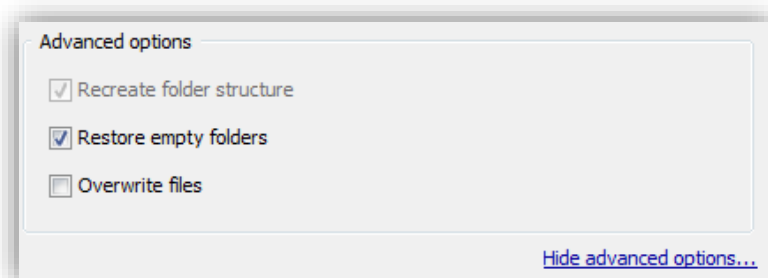 Advanced options
Recreate folder structure
Restore empty folders
Overwrite files
Hide advanced options...